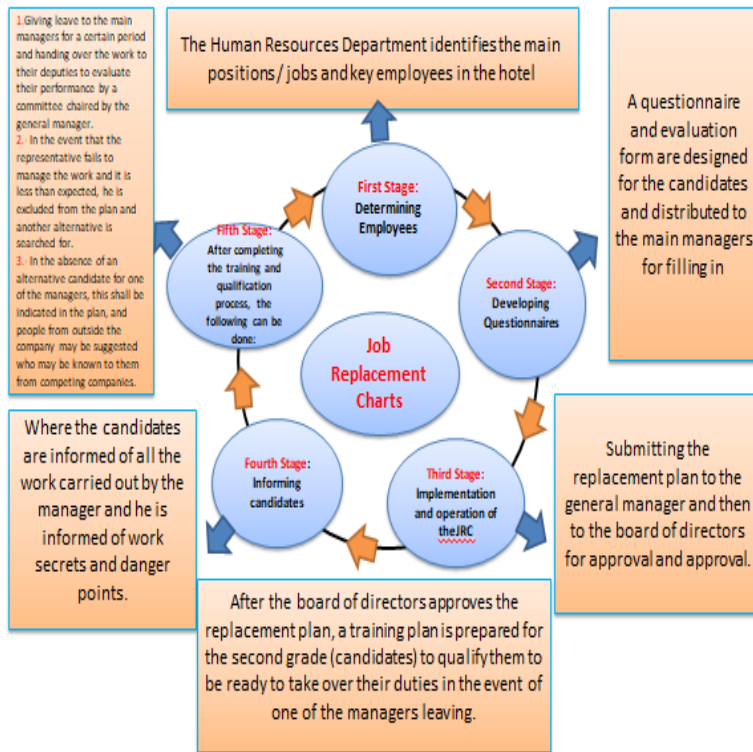 The Human Resources Department identifies the main
positions / jobs and key employees in the hotel
1.Giving leave to the main
managers for a certain period
and handing over the work to
their deputies to evaluate
their performance by a
committee chaired by the
general manager.
2.· In the event that the
representative fails to
manage the work and it is
less than expected, he is
excluded from the plan and
another alternative is
searched for.
3.· In the absence of an
alternative candidate for one
of the managers, this shall be
indicated in the plan, and
people from outside the
company may be suggested
who may be known to them
from competing companies.
A questionnaire
and evaluation
form are designed
for the candidates
and distributed to
the main managers
for filling in
First Stage:
Determining
Employees
Second Stage:
Developing
Questionnaires
Fifth Stage:
After completing
the training and
qualification
process, the
following can be
done:
Job
Replacement
Charts
Fourth Stage:
Informing
candidates
Third Stage:
Implementation
and operation of
theJRC
Where the candidates
are informed of all the
work carried out by the
manager and he is
informed of work
secrets and danger
points.
Submitting the
replacement plan to the
general manager and then
to the board of directors
for approval and approval.
After the board of directors approves the
replacement plan, a training plan is prepared for
the second grade (candidates) to qualify them to
be ready to take over their duties in the event of
one of the managers leaving.